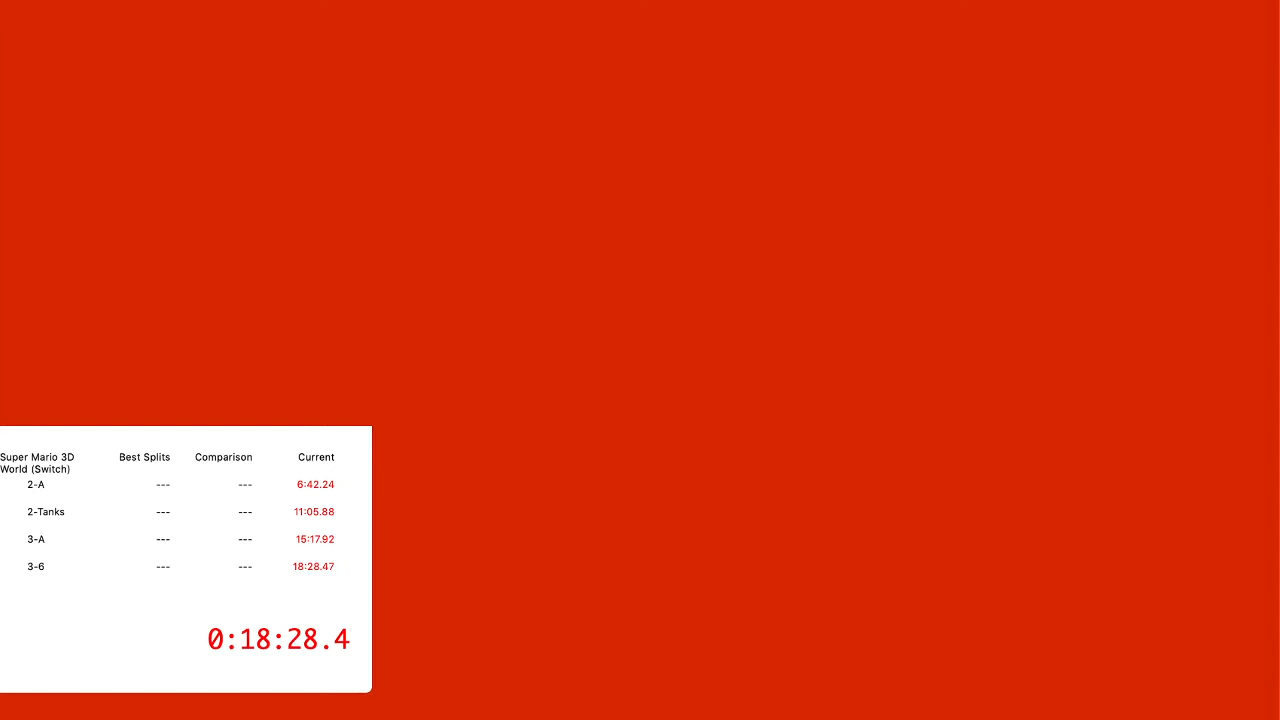 Super Mario 3D World (Switch) Best Splits Comparison Current
2-A --- --- 6:42.24
2-Tanks --- --- 11:05.88
3-A --- --- 15:17.92
3-6 --- --- 18:28.47
0:18:28.4